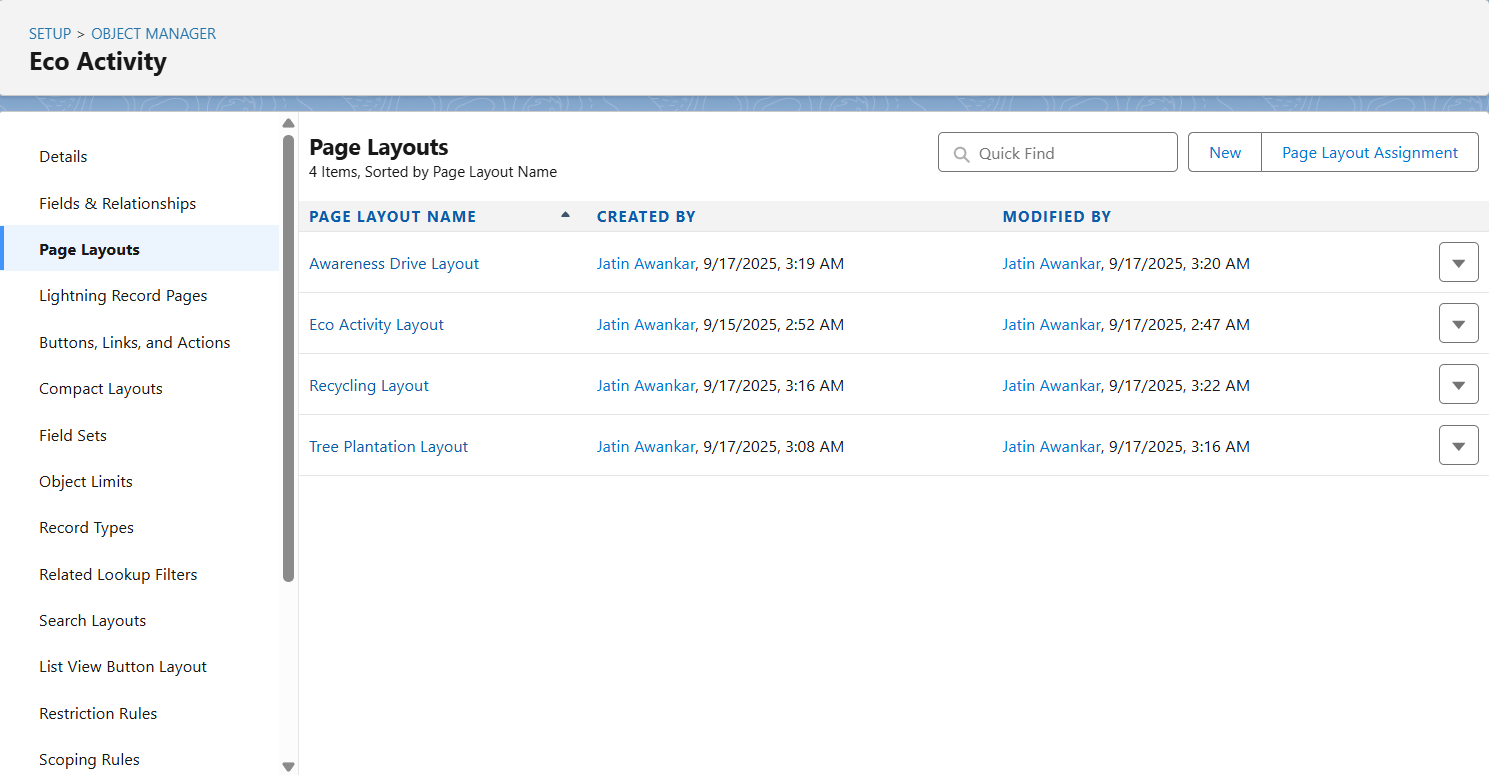 SETUP > OBJECT MANAGER
Eco Activity
Details
Fields & Relationships
Page Layouts
Lightning Record Pages
Buttons, Links, and Actions
Compact Layouts
Field Sets
Object Limits
Record Types
Related Lookup Filters
Search Layouts
List View Button Layout
Restriction Rules
Scoping Rules
Page Layouts
4 Items, Sorted by Page Layout Name
Quick Find
New
Page Layout Assignment
PAGE LAYOUT NAME CREATED BY MODIFIED BY
Awareness Drive Layout Jatin Awankar, 9/17/2025, 3:19 AM Jatin Awankar, 9/17/2025, 3:20 AM
Eco Activity Layout Jatin Awankar, 9/15/2025, 2:52 AM Jatin Awankar, 9/17/2025, 2:47 AM
Recycling Layout Jatin Awankar, 9/17/2025, 3:16 AM Jatin Awankar, 9/17/2025, 3:22 AM
Tree Plantation Layout Jatin Awankar, 9/17/2025, 3:08 AM Jatin Awankar, 9/17/2025, 3:16 AM